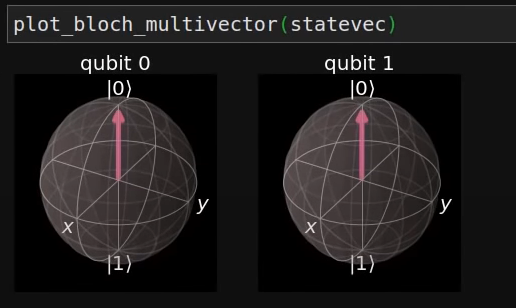 plot_bloch_multivector(statevec)
qubit 0
qubit 1
|0⟩
|0⟩
x
y
x
y
|1⟩
|1⟩